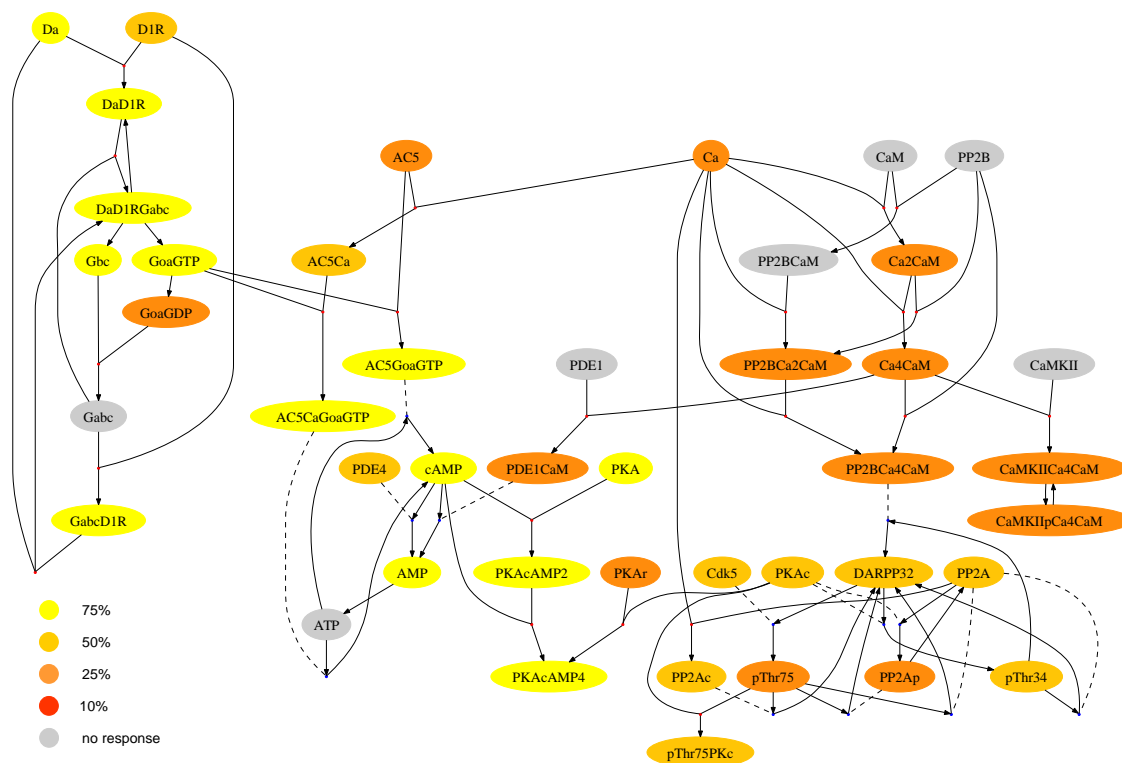 Da
D1R
DaD1R
AC5
Ca
CaM
PP2B
DaD1RGabc
Gbc
GoaGTP
AC5Ca
PP2BCaM
Ca2CaM
GoaGDP
AC5GoaGTP
PDE1
PP2BCa2CaM
Ca4CaM
CaMKII
Gabc
AC5CaGoaGTP
PDE4
cAMP
PDE1CaM
PKA
PP2BCa4CaM
CaMKIICa4CaM
GabcD1R
CaMKIIpCa4CaM
AMP
PKAcAMP2
PKAr
Cdk5
PKAc
DARPP32
PP2A
75%
ATP
50%
25%
PKAcAMP4
PP2Ac
pThr75
PP2Ap
pThr34
10%
no response
pThr75PKc